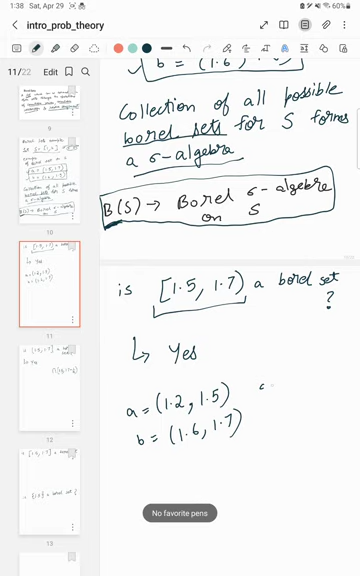 1:38 Sat, Apr 29
60%
intro_prob_theory
11/22 Edit
9
10
11
12
13
b = (1.6,
Collection of all possible
borel sets for S forms
a σ-algebra
B(S) → Borel σ-algebra
on S
is [1.5, 1.7) a borel set
?
↳ Yes
a = (1.2, 1.5)
b = (1.6, 1.7)
No favorite pens